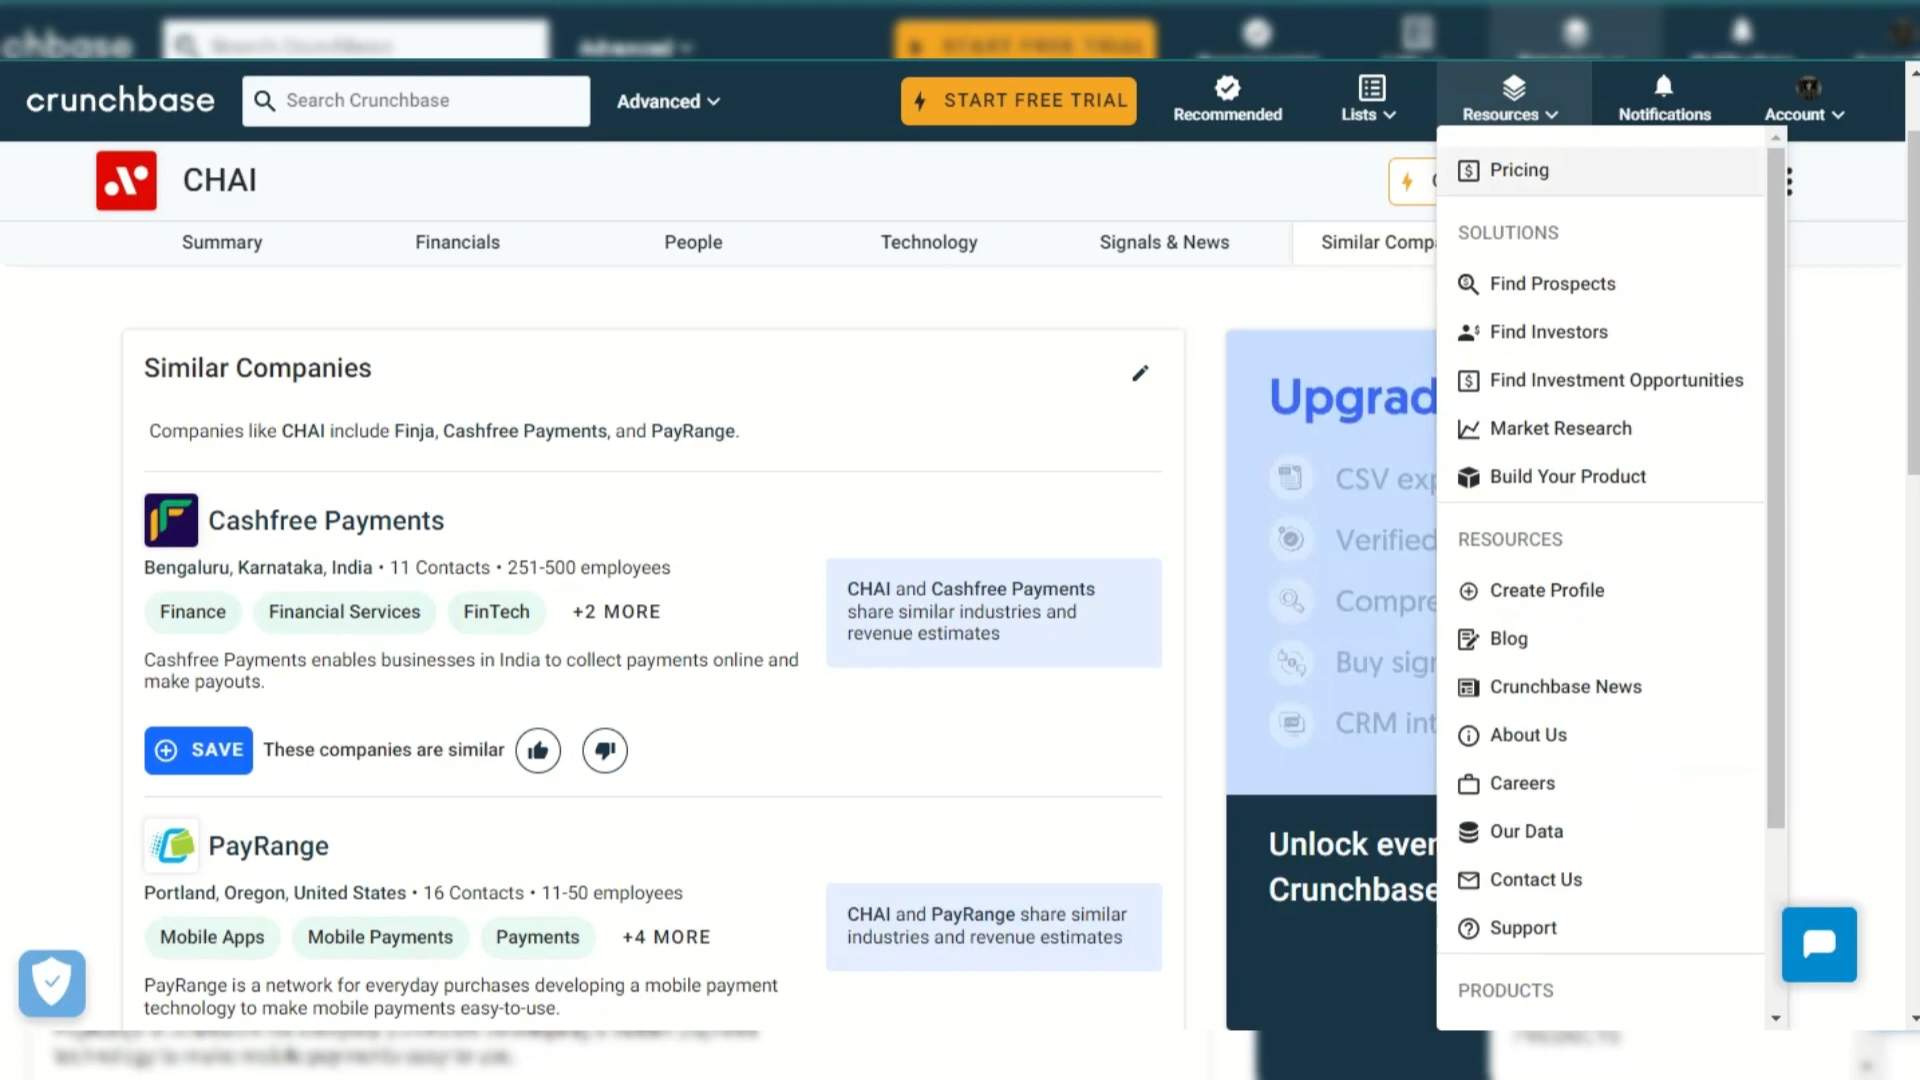 crunchbase
Search Crunchbase
Advanced
START FREE TRIAL
Recommended
Lists
Resources
Notifications
Account
CHAI
Summary
Financials
People
Technology
Signals & News
Similar Comp
Similar Companies
Companies like CHAI include Finja, Cashfree Payments, and PayRange.
Cashfree Payments
Bengaluru, Karnataka, India • 11 Contacts • 251-500 employees
Finance
Financial Services
FinTech
+2 MORE
Cashfree Payments enables businesses in India to collect payments online and
make payouts.
CHAI and Cashfree Payments
share similar industries and
revenue estimates
SAVE
These companies are similar
PayRange
Portland, Oregon, United States • 16 Contacts • 11-50 employees
Mobile Apps
Mobile Payments
Payments
+4 MORE
PayRange is a network for everyday purchases developing a mobile payment
technology to make mobile payments easy-to-use.
CHAI and PayRange share similar
industries and revenue estimates
Upgrad
CSV exp
Verified
Compre
Buy sig
CRM int
Unlock ever
Crunchbase
Pricing
SOLUTIONS
Find Prospects
Find Investors
Find Investment Opportunities
Market Research
Build Your Product
RESOURCES
Create Profile
Blog
Crunchbase News
About Us
Careers
Our Data
Contact Us
Support
PRODUCTS